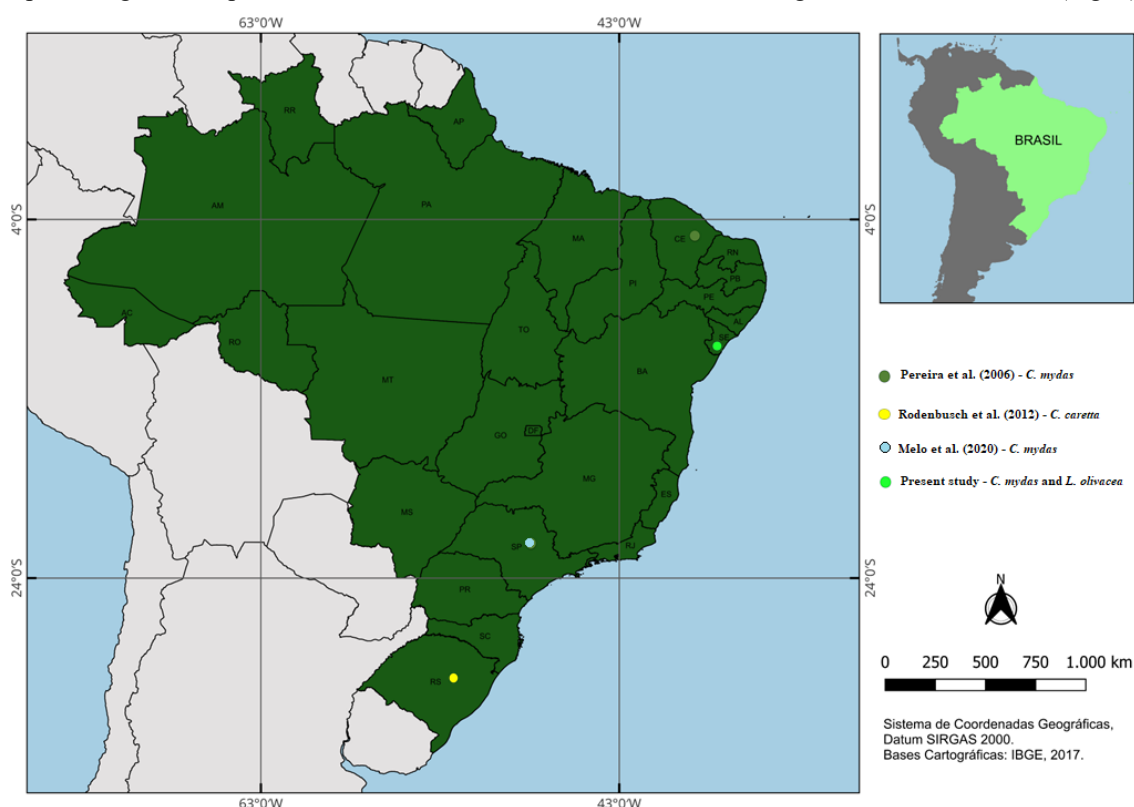 63°0'W 43°0'W
RR
AP
BRASIL
AM
PA
4°0'S 4°0'S
MA
CE
RN
PB
PI
PE
AC
AL
TO
SE
RO
MT
BA
Pereira et al. (2006) - C. mydas
Rodenbusch et al. (2012) - C. caretta
GO
DF
Melo et al. (2020) - C. mydas
MG
Present study - C. mydas and L. olivacea
ES
MS
SP
RJ
24°0'S 24°0'S
PR
N
SC
RS
0 250 500 750 1.000 km
Sistema de Coordenadas Geográficas,
Datum SIRGAS 2000.
Bases Cartográficas: IBGE, 2017.
63°0'W 43°0'W